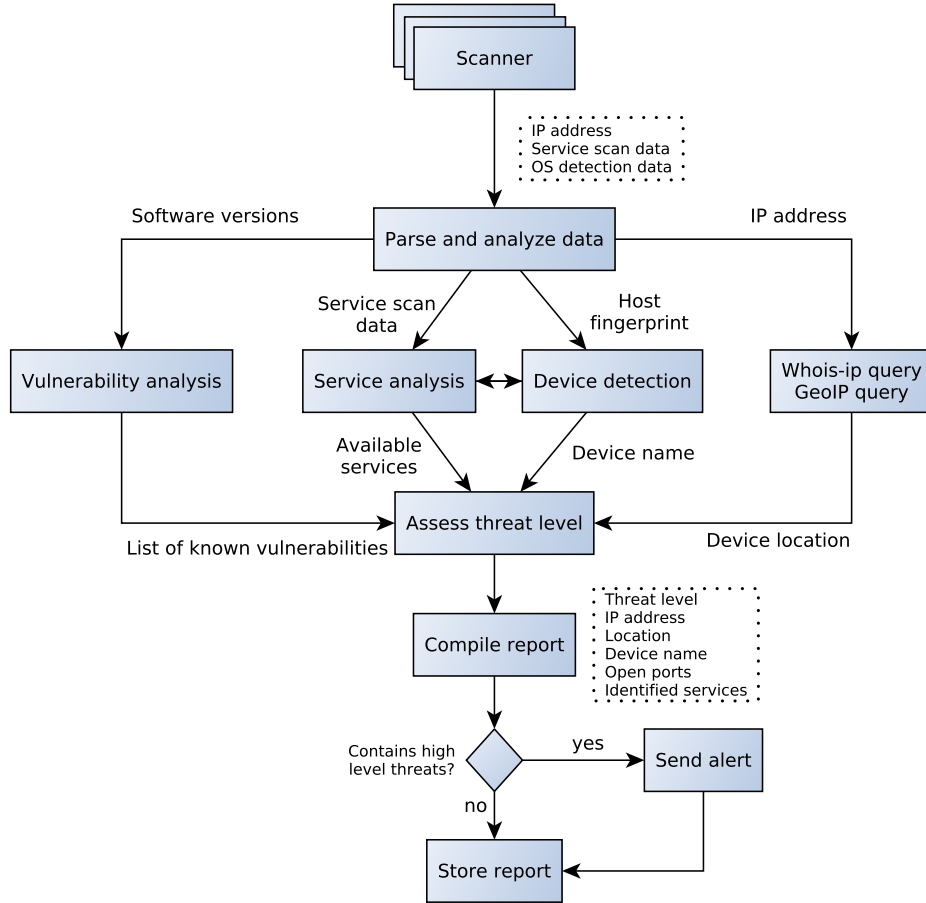 Scanner
IP address
Service scan data
OS detection data
Software versions
IP address
Parse and analyze data
Service scan
data
Host
fingerprint
Vulnerability analysis
Service analysis
Device detection
Whois-ip query
GeoIP query
Available
services
Device name
Assess threat level
List of known vulnerabilities
Device location
Threat level
IP address
Location
Device name
Open ports
Identified services
Compile report
Contains high
level threats?
yes
Send alert
no
Store report